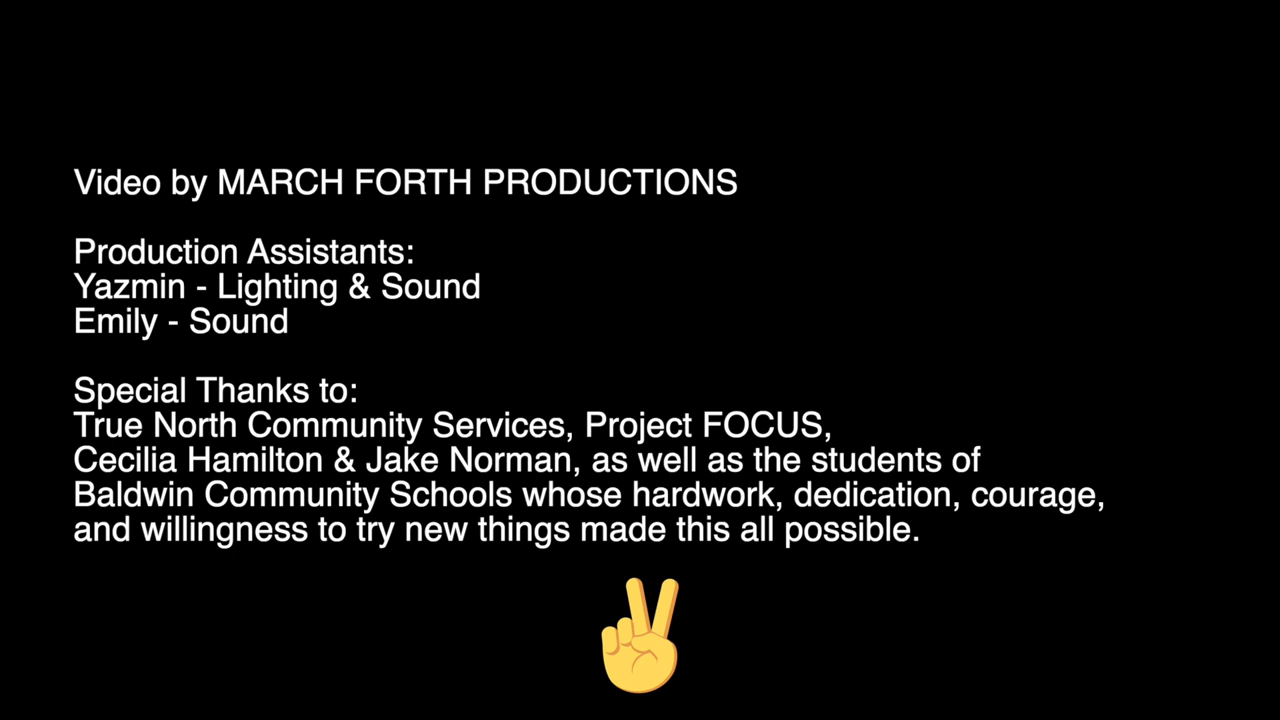 Video by MARCH FORTH PRODUCTIONS
Production Assistants:
Yazmin - Lighting & Sound
Emily - Sound
Special Thanks to:
True North Community Services, Project FOCUS,
Cecilia Hamilton & Jake Norman, as well as the students of
Baldwin Community Schools whose hardwork, dedication, courage,
and willingness to try new things made this all possible.